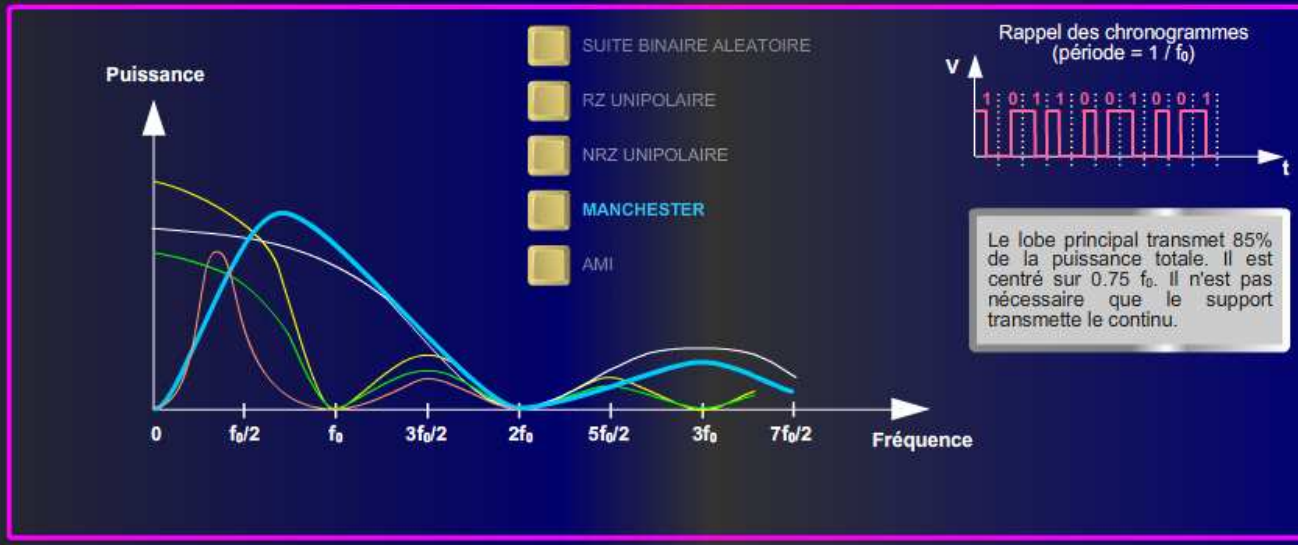 Puissance
SUITE BINAIRE ALEATOIRE
RZ UNIPOLAIRE
NRZ UNIPOLAIRE
MANCHESTER
AMI
0
f₀/2
f₀
3f₀/2
2f₀
5f₀/2
3f₀
7f₀/2
Fréquence
Rappel des chronogrammes
(période = 1 / f₀)
V
1 0 1 1 0 0 1 0 0 1
t
Le lobe principal transmet 85%
de la puissance totale. Il est
centré sur 0.75 f₀. Il n'est pas
nécessaire que le support
transmette le continu.